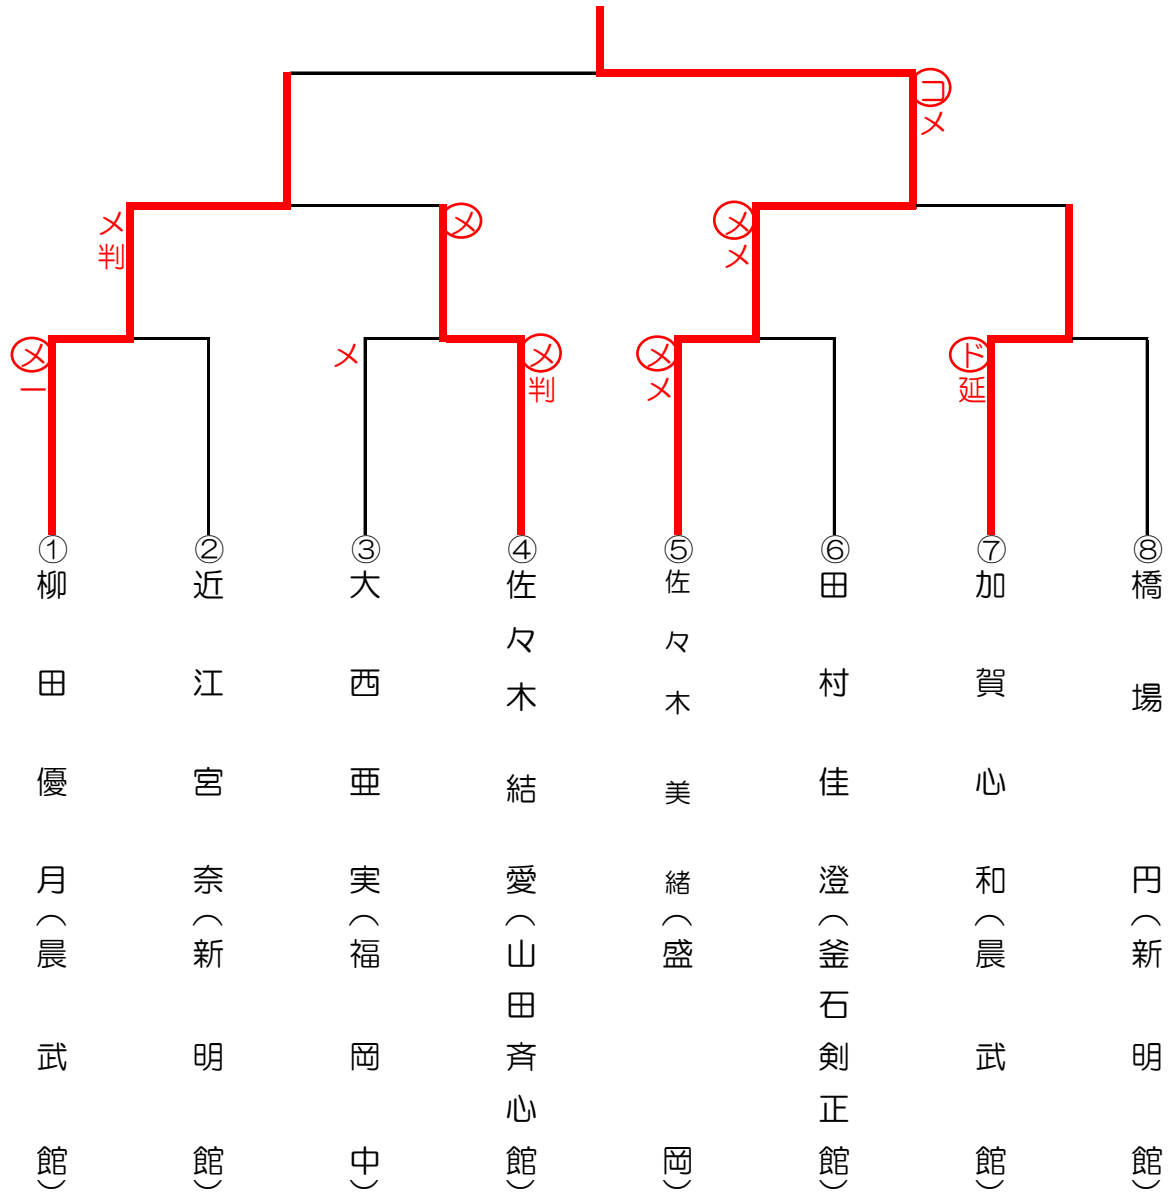 コ
メ
メ
判
メ
メ
メ
メ
一
メ
メ
判
メ
メ
ド
延
①柳田優月(晨武館)
②近江宮奈(新明館)
③大西亜実(福岡中)
④佐々木結愛(山田斉心館)
⑤佐々木美緒(盛岡)
⑥田村佳澄(釜石剣正館)
⑦加賀心和(晨武館)
⑧橋場円(新明館)